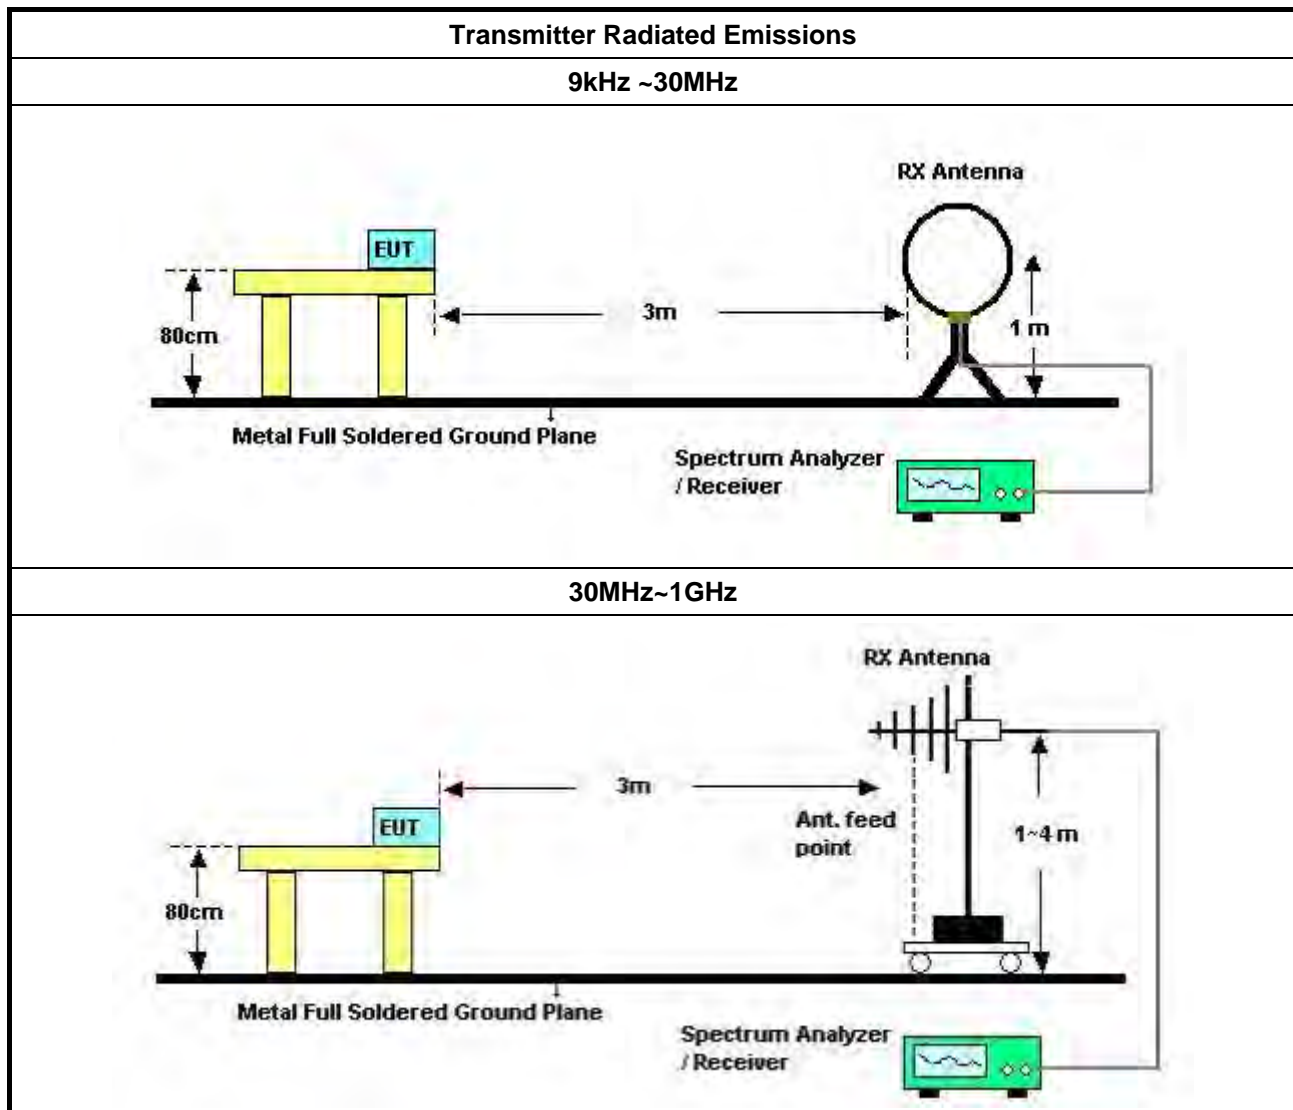 Transmitter Radiated Emissions
9kHz ~30MHz
RX Antenna
EUT
3m
80cm
1 m
Metal Full Soldered Ground Plane
Spectrum Analyzer
/ Receiver
30MHz~1GHz
RX Antenna
3m
EUT
Ant. feed
point
1~4 m
80cm
Metal Full Soldered Ground Plane
Spectrum Analyzer
/ Receiver